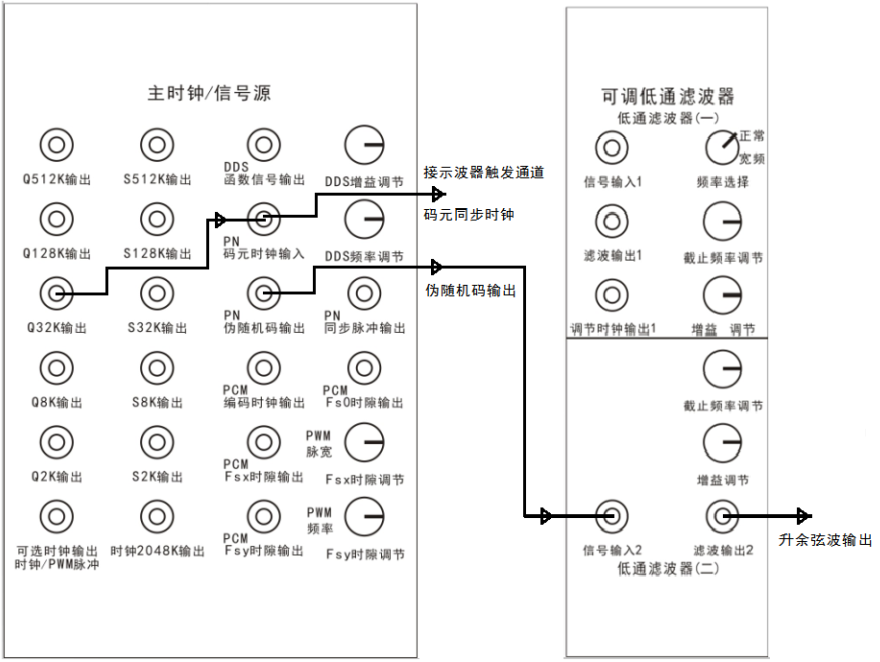 主时钟/信号源
Q512K输出
S512K输出
DDS
函数信号输出
DDS增益调节
Q128K输出
S128K输出
PN
码元时钟输入
DDS频率调节
Q32K输出
S32K输出
PN
伪随机码输出
PN
同步脉冲输出
Q8K输出
S8K输出
PCM
编码时钟输出
PCM
Fs0时隙输出
Q2K输出
S2K输出
PCM
Fsx时隙输出
PWM
脉宽
Fsx时隙调节
可选时钟输出
时钟/PWM脉冲
时钟2048K输出
PCM
Fsy时隙输出
PWM
频率
Fsy时隙调节
接示波器触发通道
码元同步时钟
伪随机码输出
可调低通滤波器
低通滤波器(一)
正常
宽频
信号输入1
频率选择
滤波输出1
截止频率调节
调节时钟输出1
增益 调节
截止频率调节
增益调节
信号输入2
滤波输出2
低通滤波器(二)
升余弦波输出